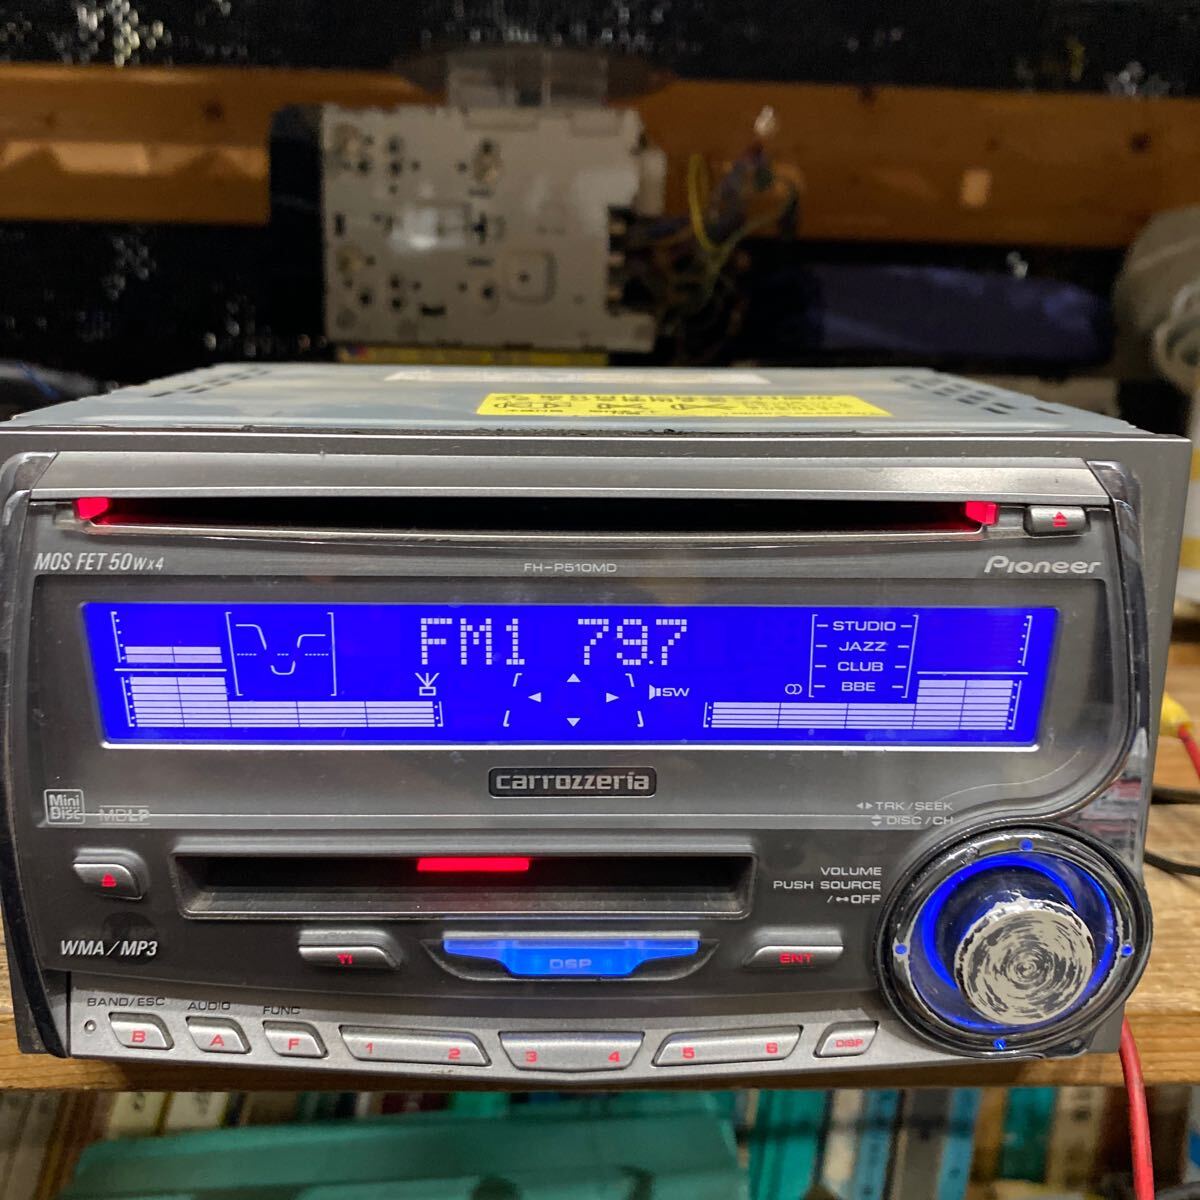 MOS FET 50W×4
FH-P510MD
Pioneer
FM1 79.7
STUDIO
JAZZ
CLUB
BBE
SW
carrozzeria
Mini Disc
MDLP
◂▸ TRK/SEEK
DISC/CH
VOLUME
PUSH SOURCE
OFF
WMA/MP3
TI
DSP
ENT
BAND/ESC
AUDIO
FUNC
B
A
F
1 2
3 4
5 6
DISP